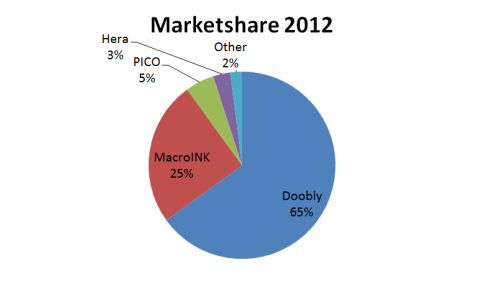 Marketshare 2012
Hera
3%
PICO
5%
Other
2%
MacroINK
25%
Doobly
65%